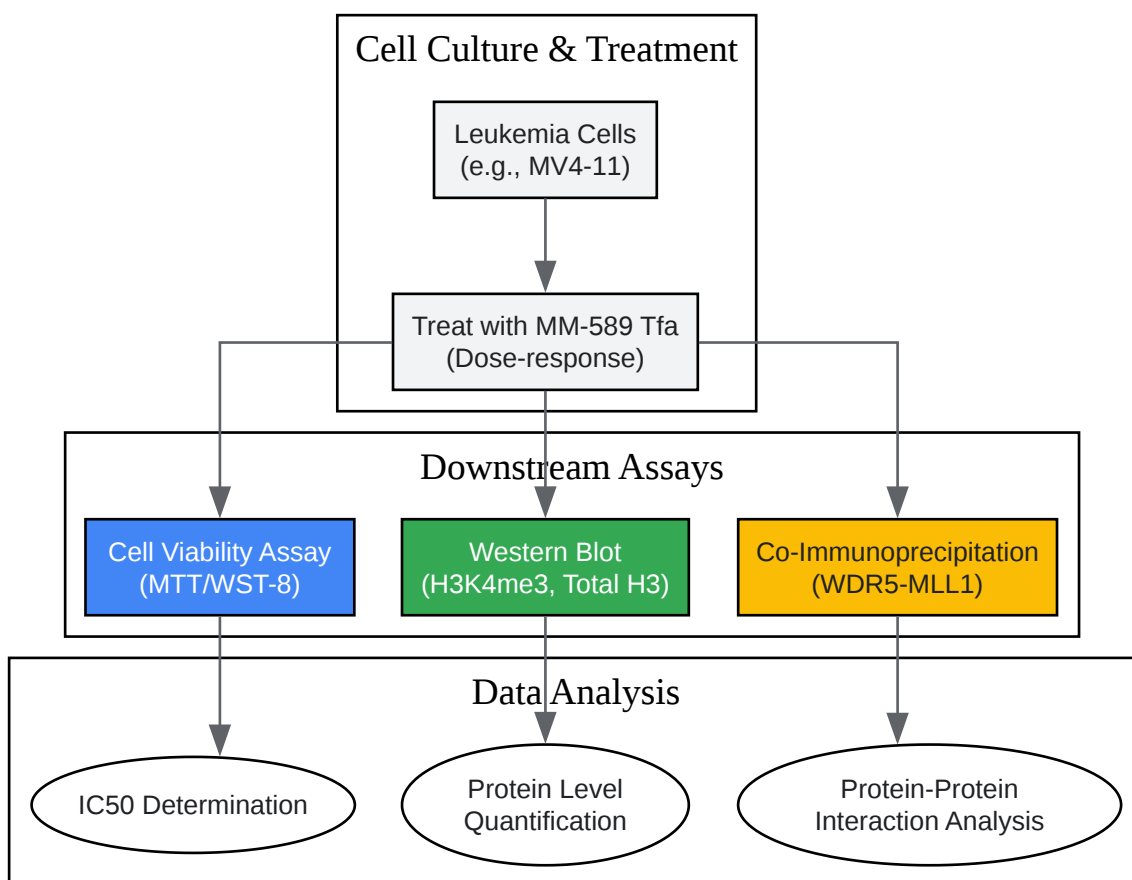 Cell Culture & Treatment
Leukemia Cells
(e.g., MV4-11)
Treat with MM-589 Tfa
(Dose-response)
Downstream Assays
Cell Viability Assay
(MTT/WST-8)
Western Blot
(H3K4me3, Total H3)
Co-Immunoprecipitation
(WDR5-MLL1)
Data Analysis
IC50 Determination
Protein Level
Quantification
Protein-Protein
Interaction Analysis